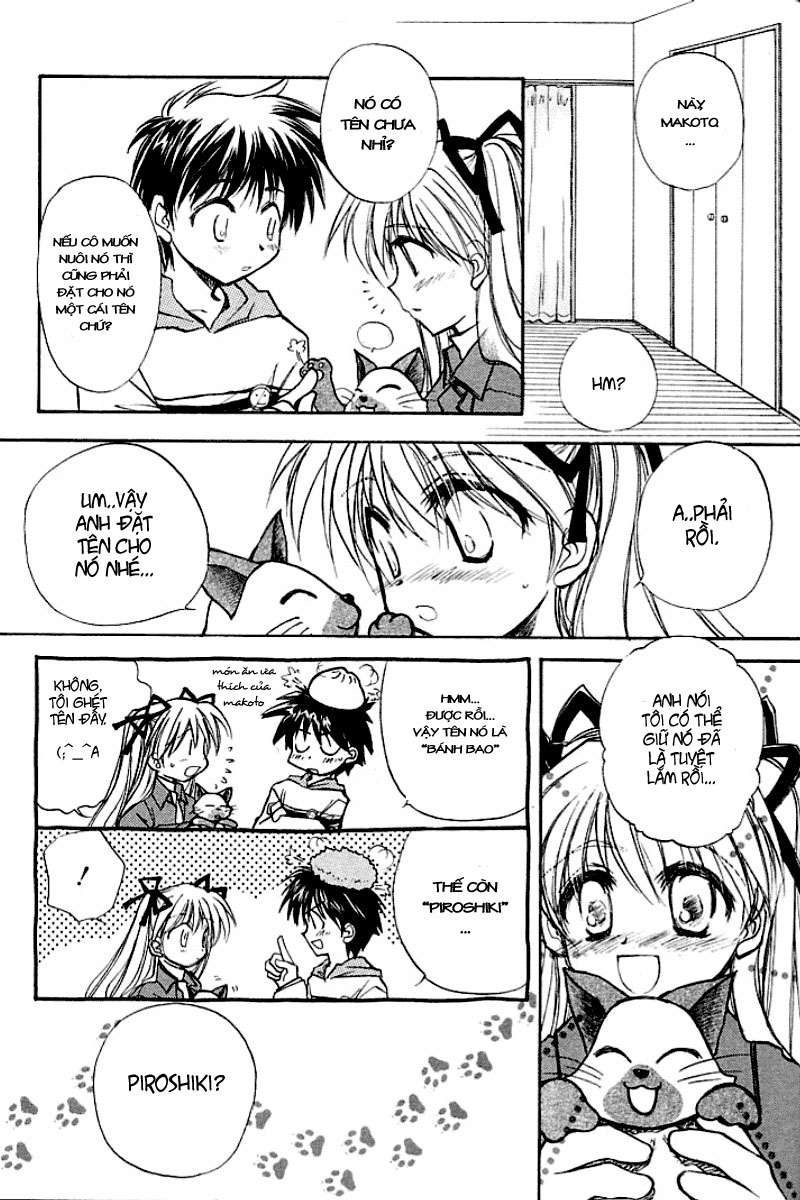 NÀY
MAKOTO
...
HM?
NÓ CÓ
TÊN CHƯA
NHỈ?
NẾU CÔ MUỐN
NUÔI NÓ THÌ
CŨNG PHẢI
ĐẶT CHO NÓ
MỘT CÁI TÊN
CHỨ?
A..PHẢI
RỒI.
UM..VẬY
ANH ĐẶT
TÊN CHO
NÓ NHÉ...
ANH NÓI
TÔI CÓ THỂ
GIỮ NÓ ĐÃ
LÀ TUYỆT
LẮM RỒI...
HMM...
ĐƯỢC RỒI...
VẬY TÊN NÓ LÀ
"BÁNH BAO"
món ăn ưa
thích của
makoto
KHÔNG,
TÔI GHÉT
TÊN ĐẤY.
(;^_^A
THẾ CÒN
"PIROSHIKI"
...
!
PIROSHIKI?